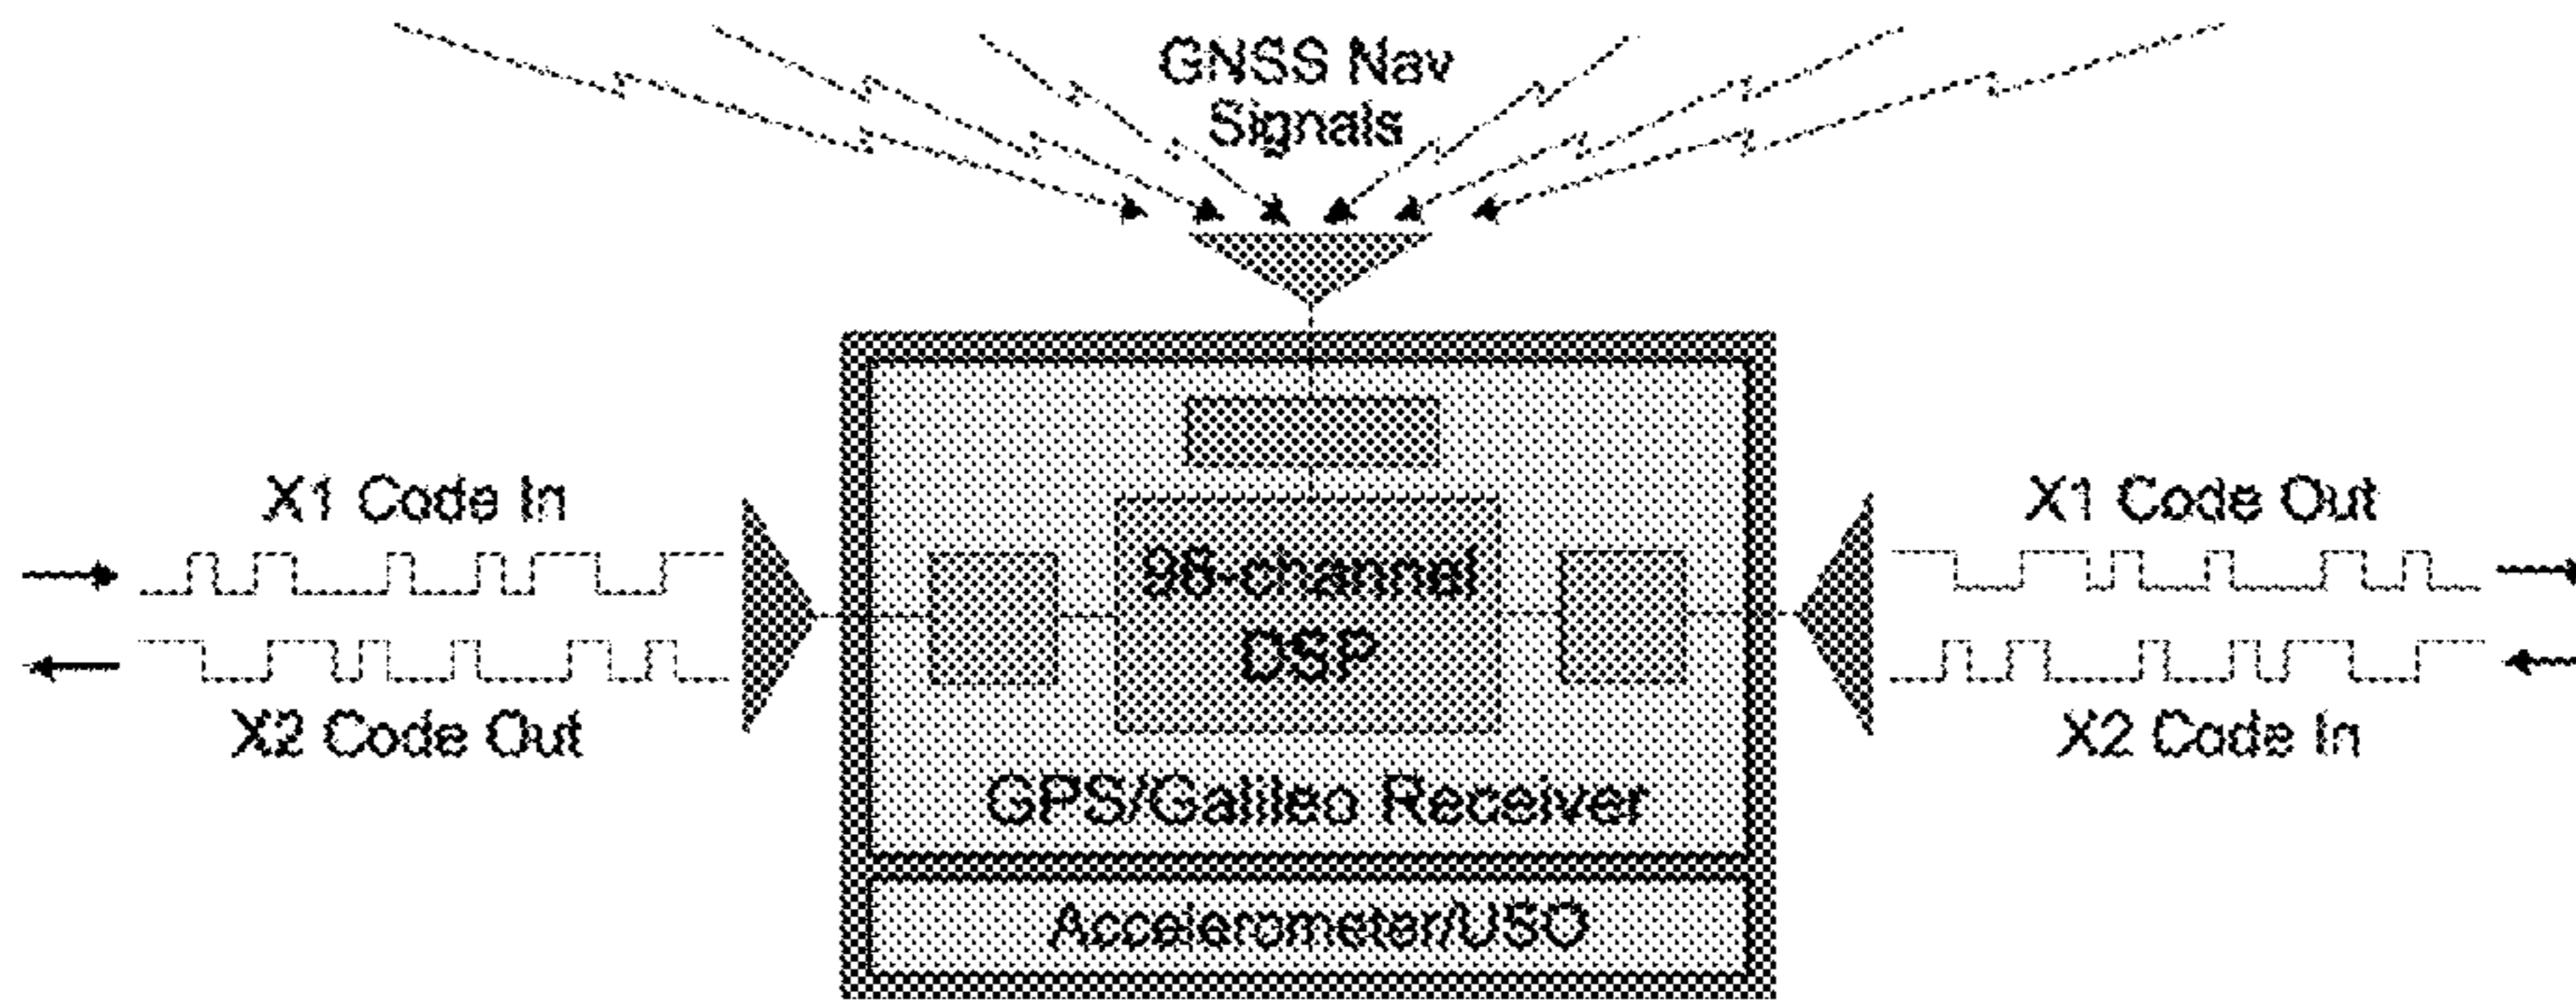 GNSS Nav
Signals
X1 Code In
X2 Code Out
96-channel
DSP
GPS/Galileo Receiver
Accelerometer/USO
X1 Code Out
X2 Code In